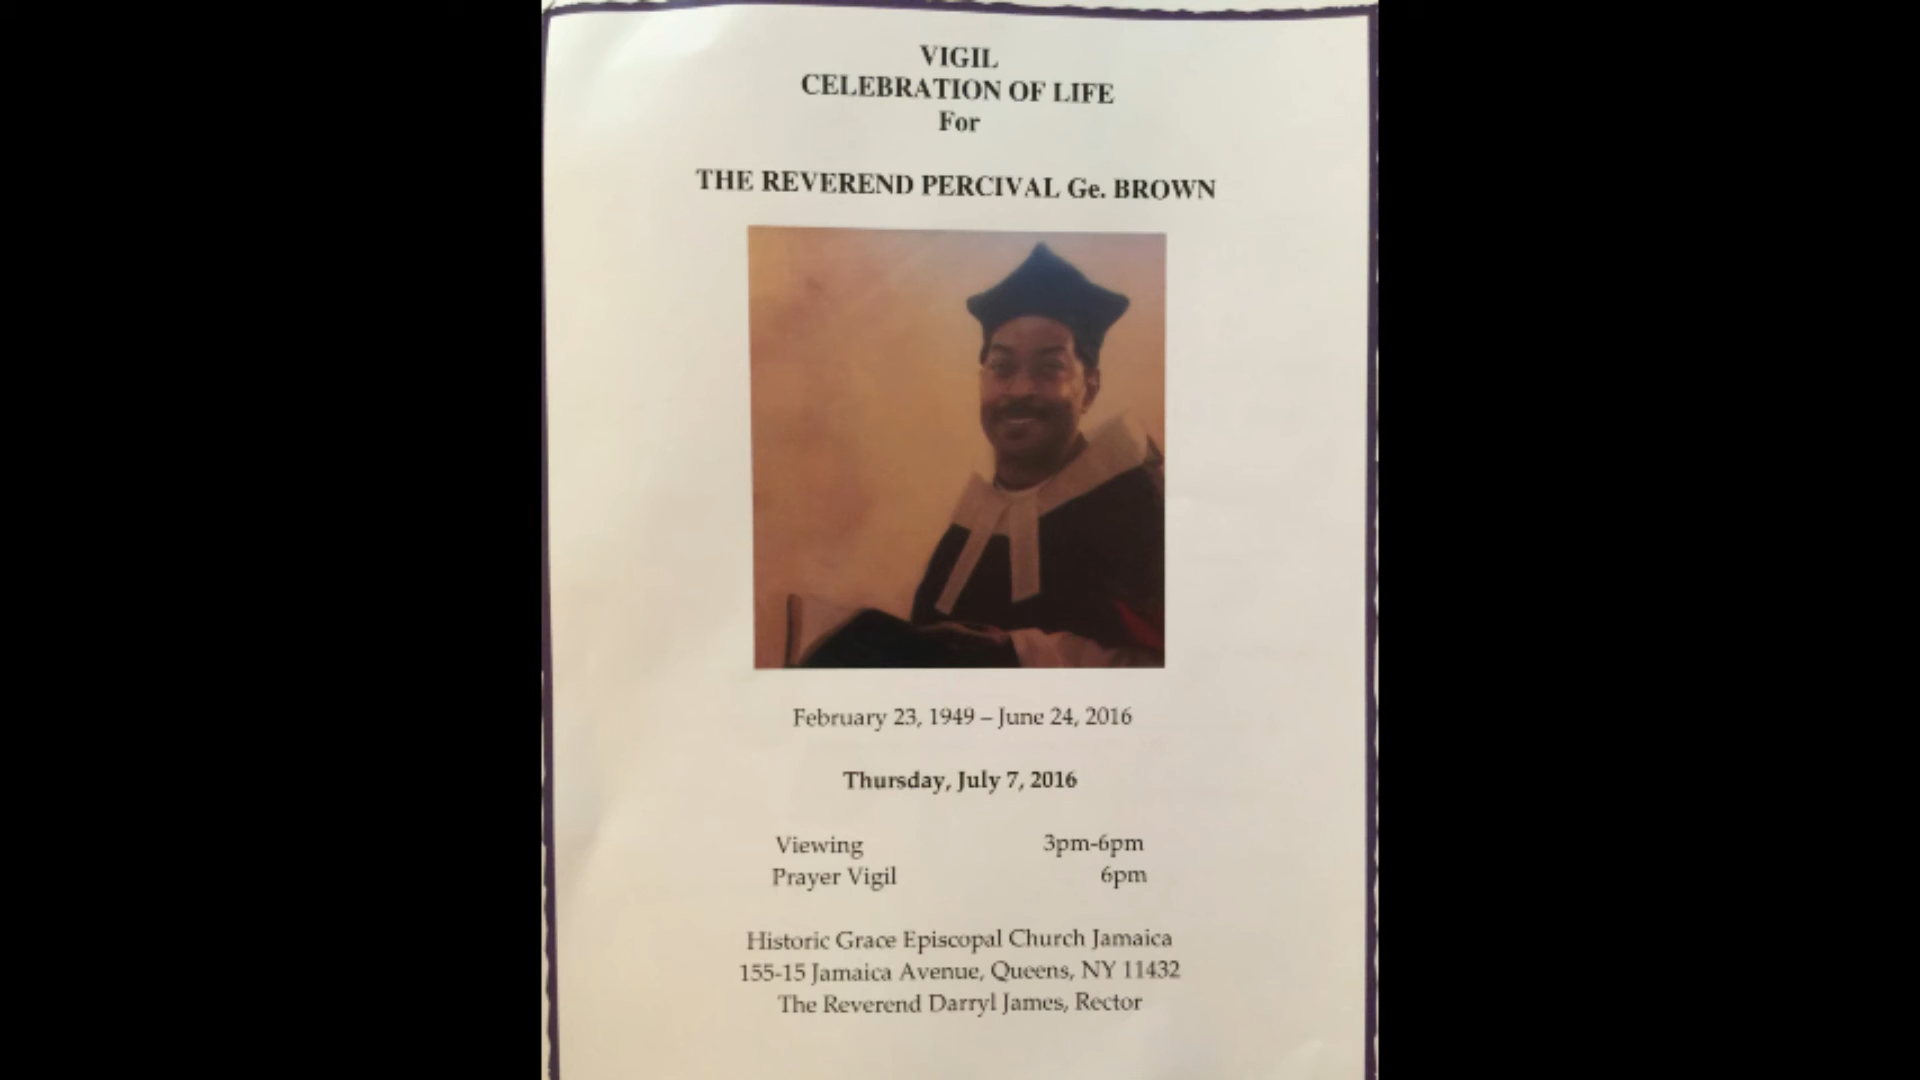 VIGIL
CELEBRATION OF LIFE
For
THE REVEREND PERCIVAL Ge. BROWN
February 23, 1949 – June 24, 2016
Thursday, July 7, 2016
Viewing 3pm-6pm
Prayer Vigil 6pm
Historic Grace Episcopal Church Jamaica
155-15 Jamaica Avenue, Queens, NY 11432
The Reverend Darryl James, Rector